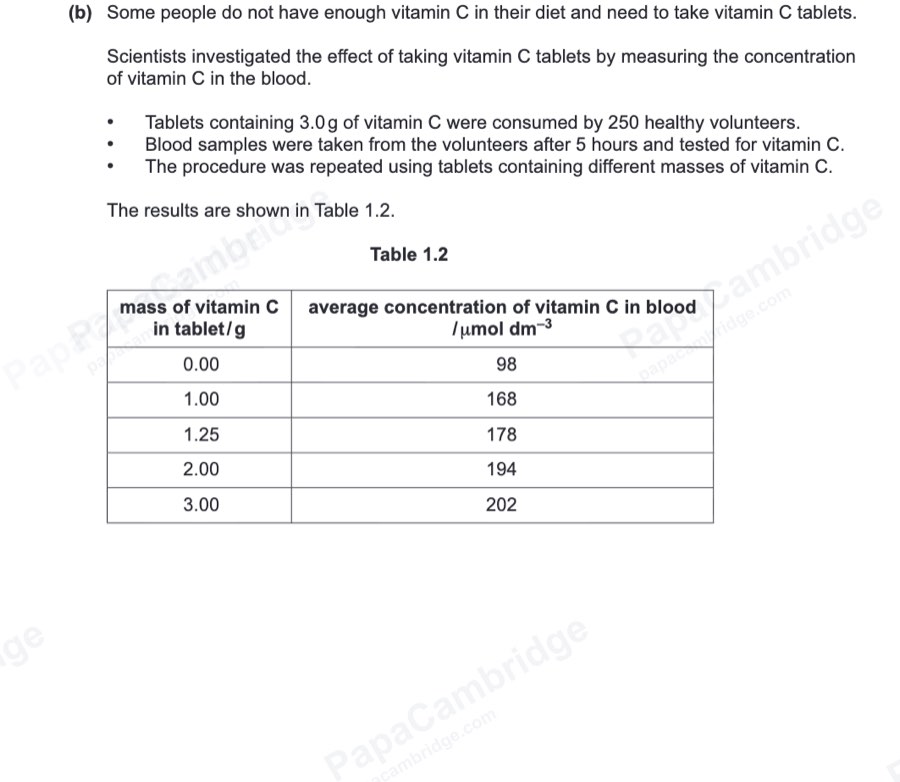 (b) Some people do not have enough vitamin C in their diet and need to take vitamin C tablets.
Scientists investigated the effect of taking vitamin C tablets by measuring the concentration
of vitamin C in the blood.
• Tablets containing 3.0 g of vitamin C were consumed by 250 healthy volunteers.
• Blood samples were taken from the volunteers after 5 hours and tested for vitamin C.
• The procedure was repeated using tablets containing different masses of vitamin C.
The results are shown in Table 1.2.
Table 1.2
mass of vitamin C in tablet / g | average concentration of vitamin C in blood / μmol dm⁻³
0.00 | 98
1.00 | 168
1.25 | 178
2.00 | 194
3.00 | 202
PapaCambridge
PapaCambridge
papacambridge.com
PapaCambridge